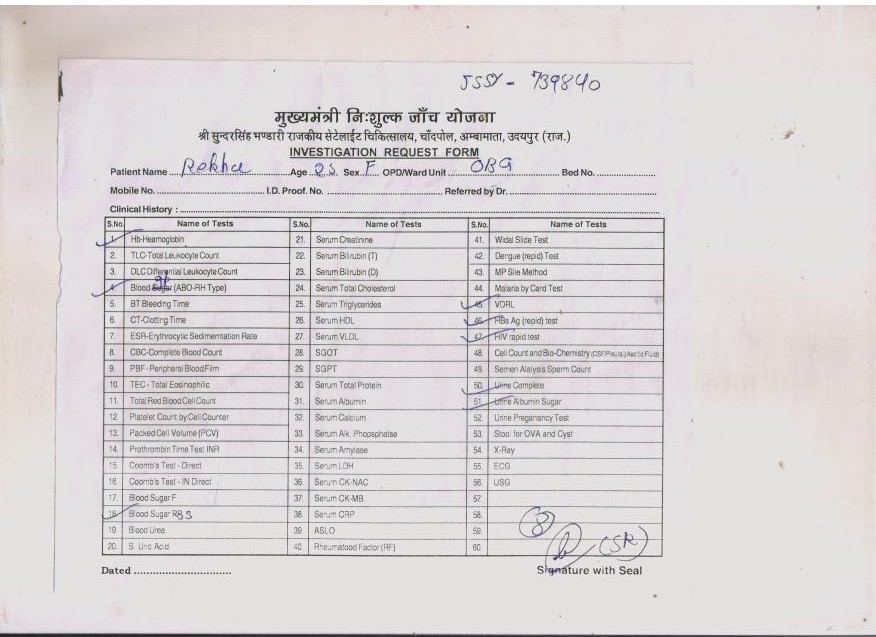 JSSY - 739840
मुख्यमंत्री निःशुल्क जाँच योजना
श्री सुन्दरसिंह भण्डारी राजकीय सेटेलाईट चिकित्सालय, चाँदपोल, अम्बामाता, उदयपुर (राज.)
INVESTIGATION REQUEST FORM
Patient Name Rekha Age Sex F OPD/Ward Unit OBG Bed No.
Mobile No. I.D. Proof. No. Referred by Dr.
Clinical History :
S.No. Name of Tests S.No. Name of Tests S.No. Name of Tests
1. Hb-Heamoglobin 21. Serum Creatinine 41. Widal Slice Test
2. TLC-Total Leukocyte Count 22. Serum Bilirubin (T) 42. Dengue (repid) Test
3. DLC Differential Leukocyte Count 23. Serum Bilirubin (D) 43. MP Slie Method
4. Blood Sugar gp (ABO-RH Type) 24. Serum Total Cholesterol 44. Malaria by Card Test
5. BT Bleeding Time 25. Serum Triglycerides 45. VDRL
6. CT-Clotting Time 26. Serum HDL 46. HBs Ag (repid) test
7. ESR-Erythrocytic Sedimentation Rate 27. Serum VLDL 47. HIV rapid test
8. CBC-Complete Blood Count 28. SGOT 48. Cell Count and Bio-Chemistry (CSF/Pleutal/Ascitic Fluid)
9. PBF - Peripheral Blood Film 29. SGPT 49. Semen Alalysis Sperm Count
10. TEC - Total Eosinophilic 30. Serum Total Protein 50. Urine Complete
11. Total Red Blood Cell Count 31. Serum Albumin 51. Urine Albumin Sugar
12. Platelet Count by Cell Counter 32. Serum Calcium 52. Urine Preganancy Test
13. Packed Cell Volume (PCV) 33. Serum Alk. Phopsphatse 53. Stool for OVA and Cyst
14. Prothrombin Time Test INR 34. Serum Amylase 54. X-Ray
15. Coomb's Test - Direct 35. Serum LDH 55. ECG
16. Coomb's Test - IN Direct 36. Serum CK-NAC 56. USG
17. Blood Sugar F 37. Serum CK-MB 57.
18. Blood Sugar RBS 38. Serum CRP 58.
19. Blood Urea 39. ASLO 59.
20. S. Uric Acid 40. Rheumatood Factor (RF) 60.
8 (SR)
Dated Signature with Seal